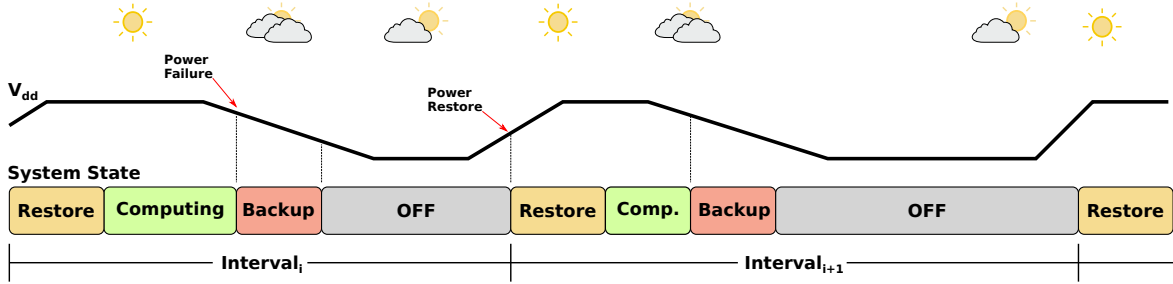 Power
Failure
Power
Restore
V_dd
System State
Restore
Computing
Backup
OFF
Restore
Comp.
Backup
OFF
Restore
Interval_i
Interval_i+1